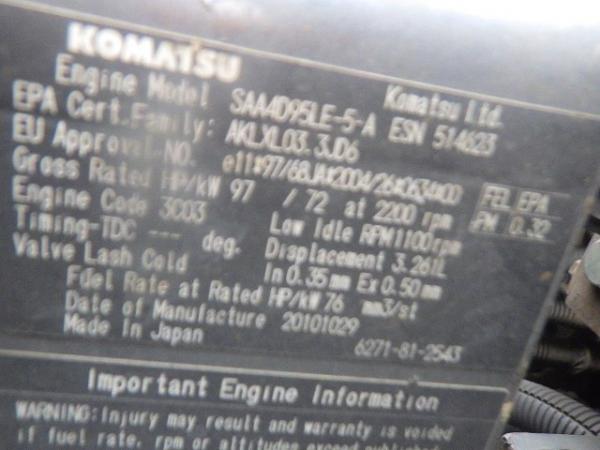 KOMATSU
Komatsu Ltd.
Engine Model SAA4D95LE-5-A ESN 514623
EPA Cert.Family: AKLXL03.3JD6
EU Approval-NO. e11*97/68JA*2004/26*0634*00
Gross Rated HP/kW 97 / 72 at 2200 rpm
FEL EPA
PM 0.32
Engine Code 3C03 Low Idle RPM1100rpm
Timing-TDC --- deg. Displacement 3.261L
Valve Lash Cold In0.35mm Ex0.50mm
Fuel Rate at Rated HP/kW 76 mm3/st
Date of Manufacture 20101029
Made In Japan 6271-81-2543
Important Engine Information
WARNING:Injury may result and warranty is voided
if fuel rate, rpm or altitudes exceed published